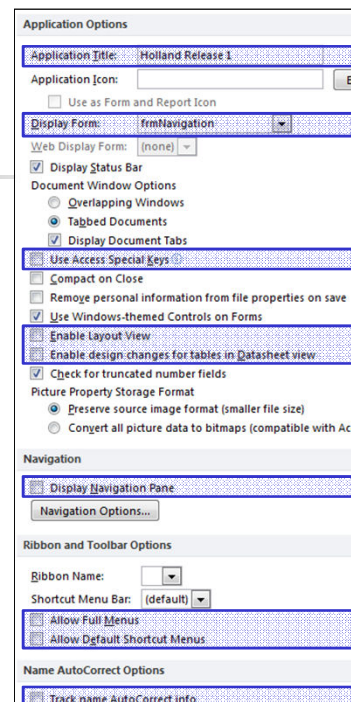 Application Options
Application Title: Holland Release 1
Application Icon:
Use as Form and Report Icon
Display Form: frmNavigation
Web Display Form: (none)
Display Status Bar
Document Window Options
Overlapping Windows
Tabbed Documents
Display Document Tabs
Use Access Special Keys
Compact on Close
Remove personal information from file properties on save
Use Windows-themed Controls on Forms
Enable Layout View
Enable design changes for tables in Datasheet view
Check for truncated number fields
Picture Property Storage Format
Preserve source image format (smaller file size)
Convert all picture data to bitmaps (compatible with Ac
Navigation
Display Navigation Pane
Navigation Options...
Ribbon and Toolbar Options
Ribbon Name:
Shortcut Menu Bar: (default)
Allow Full Menus
Allow Default Shortcut Menus
Name AutoCorrect Options
Track name AutoCorrect info